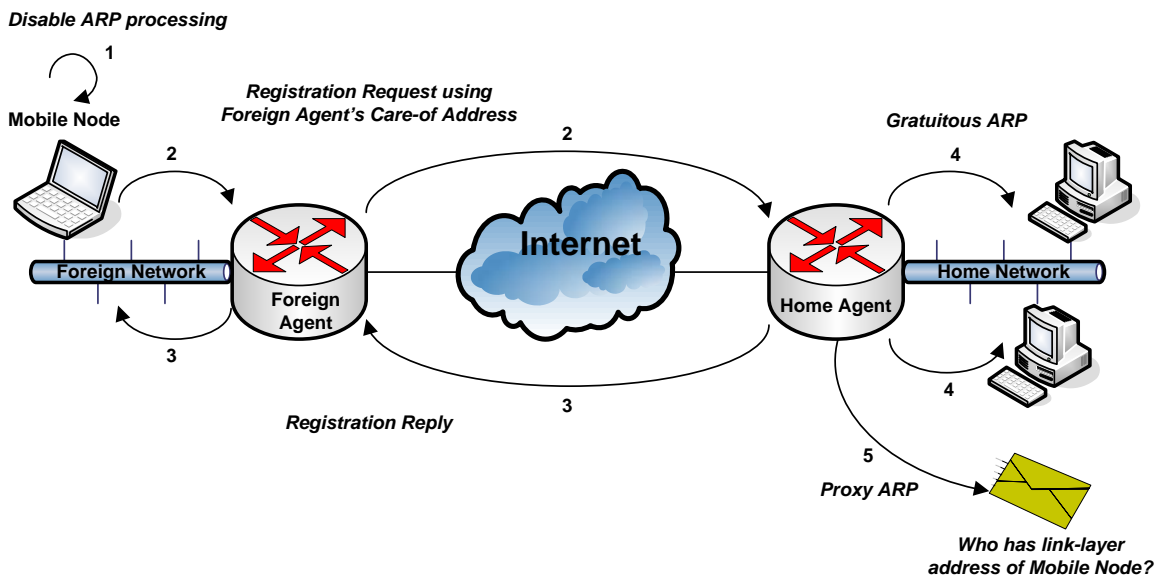 Disable ARP processing
1
Mobile Node
Registration Request using
Foreign Agent's Care-of Address
Gratuitous ARP
2
2
4
Internet
Foreign Network
Foreign
Agent
Home Agent
Home Network
3
3
4
Registration Reply
5
Proxy ARP
Who has link-layer
address of Mobile Node?